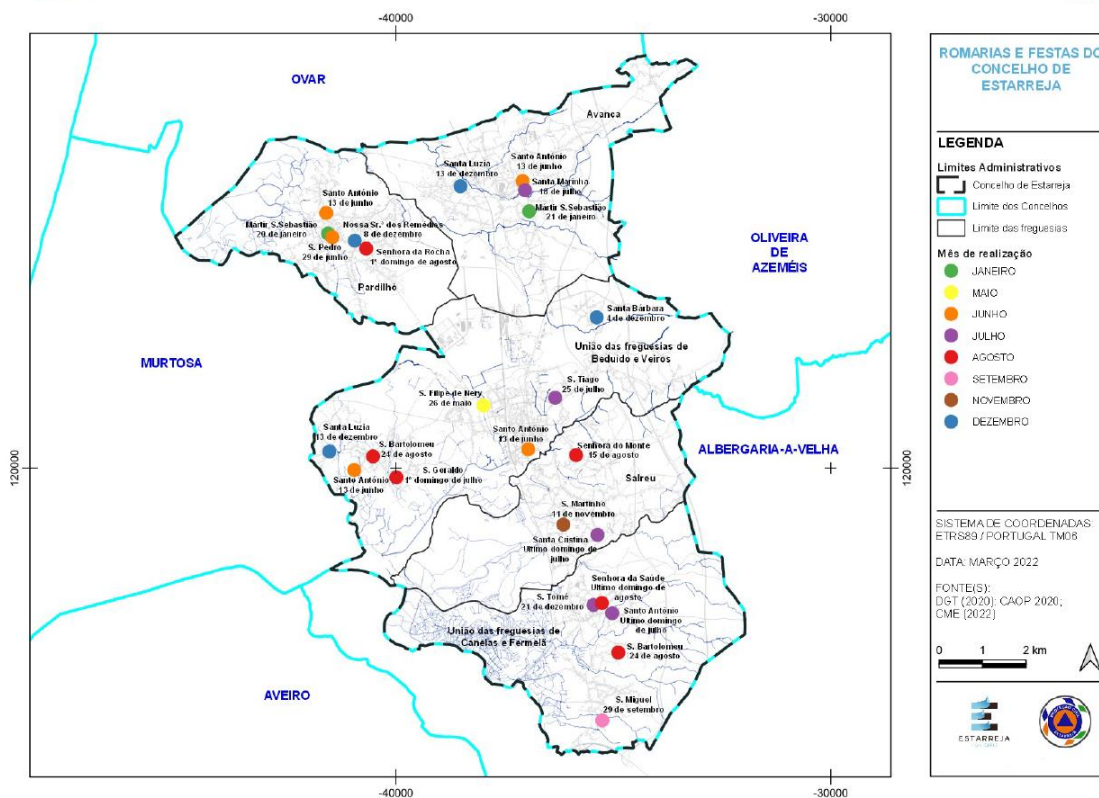 -40000
-30000
OVAR
Avanca
Santa Luzia
13 de dezembro
Santo António
13 de junho
Santa Marinha
18 de julho
Mártir S.Sebastião
21 de janeiro
Santo António
13 de junho
Mártir S.Sebastião
20 de janeiro
Nossa Sr.ª dos Remédios
8 de dezembro
S. Pedro
29 de junho
Senhora da Rocha
1º domingo de agosto
Pardilhó
OLIVEIRA
DE
AZEMÉIS
Santa Bárbara
4 de dezembro
União das freguesias de
Beduído e Veiros
MURTOSA
S. Filipe de Nery
26 de maio
S. Tiago
25 de julho
Santo António
13 de junho
Santa Luzia
13 de dezembro
S. Bartolomeu
24 de agosto
Santo António
13 de junho
S. Geraldo
1º domingo de julho
Senhora do Monte
15 de agosto
Salreu
ALBERGARIA-A-VELHA
S. Martinho
11 de novembro
Santa Cristina
Ultimo domingo de
julho
Senhora da Saúde
Ultimo domingo de
agosto
S. Tomé
21 de dezembro
Santo António
Ultimo domingo
de julho
União das freguesias de
Canelas e Fermelã
S. Bartolomeu
24 de agosto
S. Miguel
29 de setembro
AVEIRO
120000
120000
-40000
-30000
ROMARIAS E FESTAS DO
CONCELHO DE
ESTARREJA
LEGENDA
Limites Administrativos
Concelho de Estarreja
Limite dos Concelhos
Limite das freguesias
Mês de realização
JANEIRO
MAIO
JUNHO
JULHO
AGOSTO
SETEMBRO
NOVEMBRO
DEZEMBRO
SISTEMA DE COORDENADAS:
ETRS89 / PORTUGAL TM06
DATA: MARÇO 2022
FONTE(S):
DGT (2020); CAOP 2020;
CME (2022)
0 1 2 km
ESTARREJA